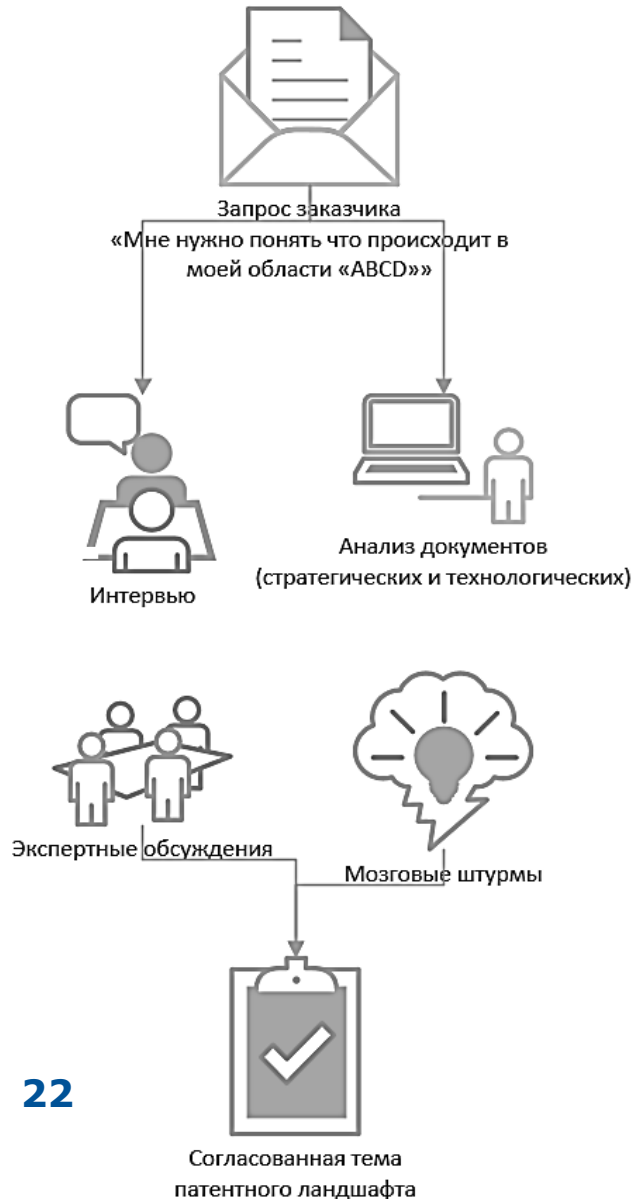 Запрос заказчика
«Мне нужно понять что происходит в
моей области «ABCD»»
Интервью
Анализ документов
(стратегических и технологических)
Экспертные обсуждения
Мозговые штурмы
22
Согласованная тема
патентного ландшафта